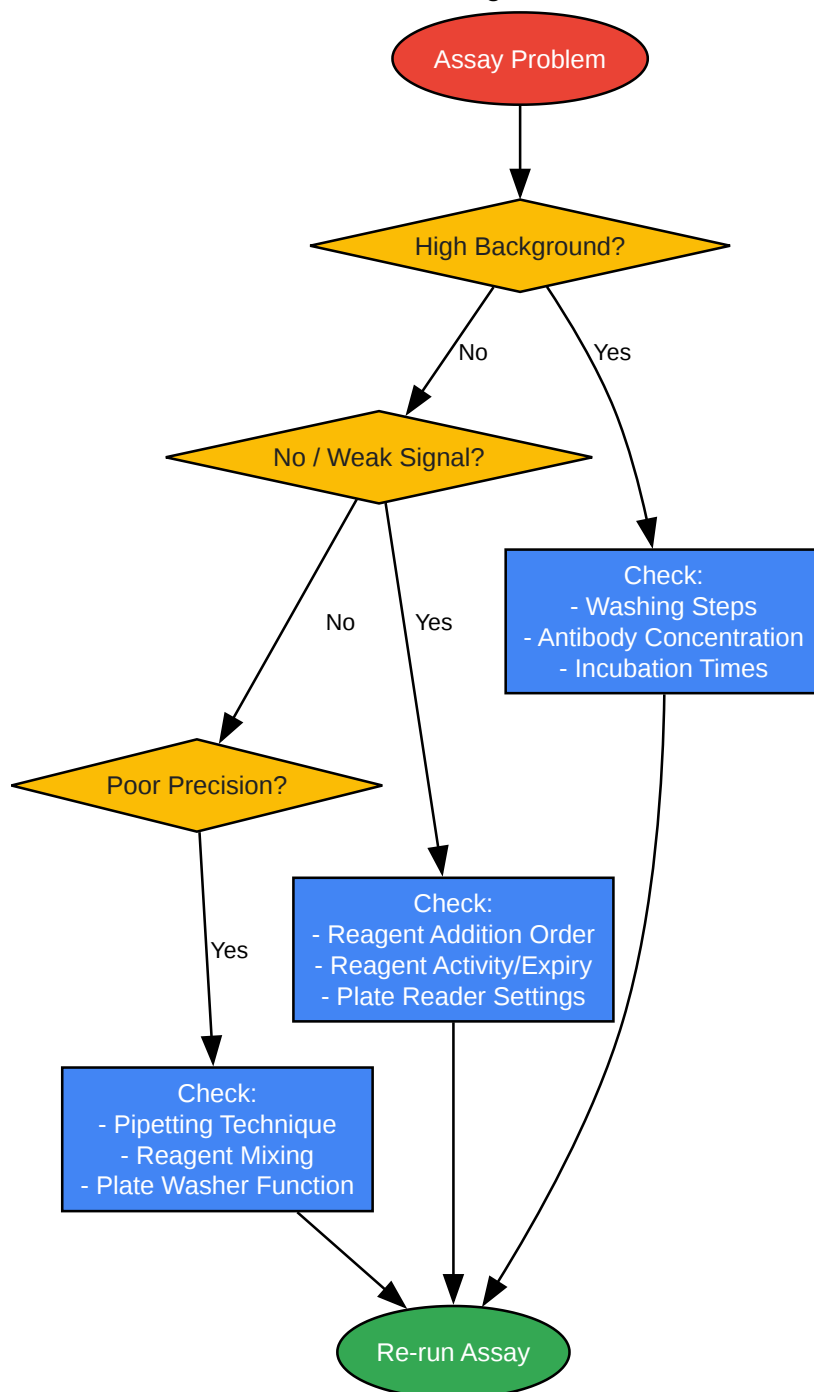 Assay Problem
High Background?
No
Yes
No / Weak Signal?
Check:
- Washing Steps
- Antibody Concentration
- Incubation Times
No
Yes
Poor Precision?
Check:
- Reagent Addition Order
- Reagent Activity/Expiry
- Plate Reader Settings
Yes
Check:
- Pipetting Technique
- Reagent Mixing
- Plate Washer Function
Re-run Assay